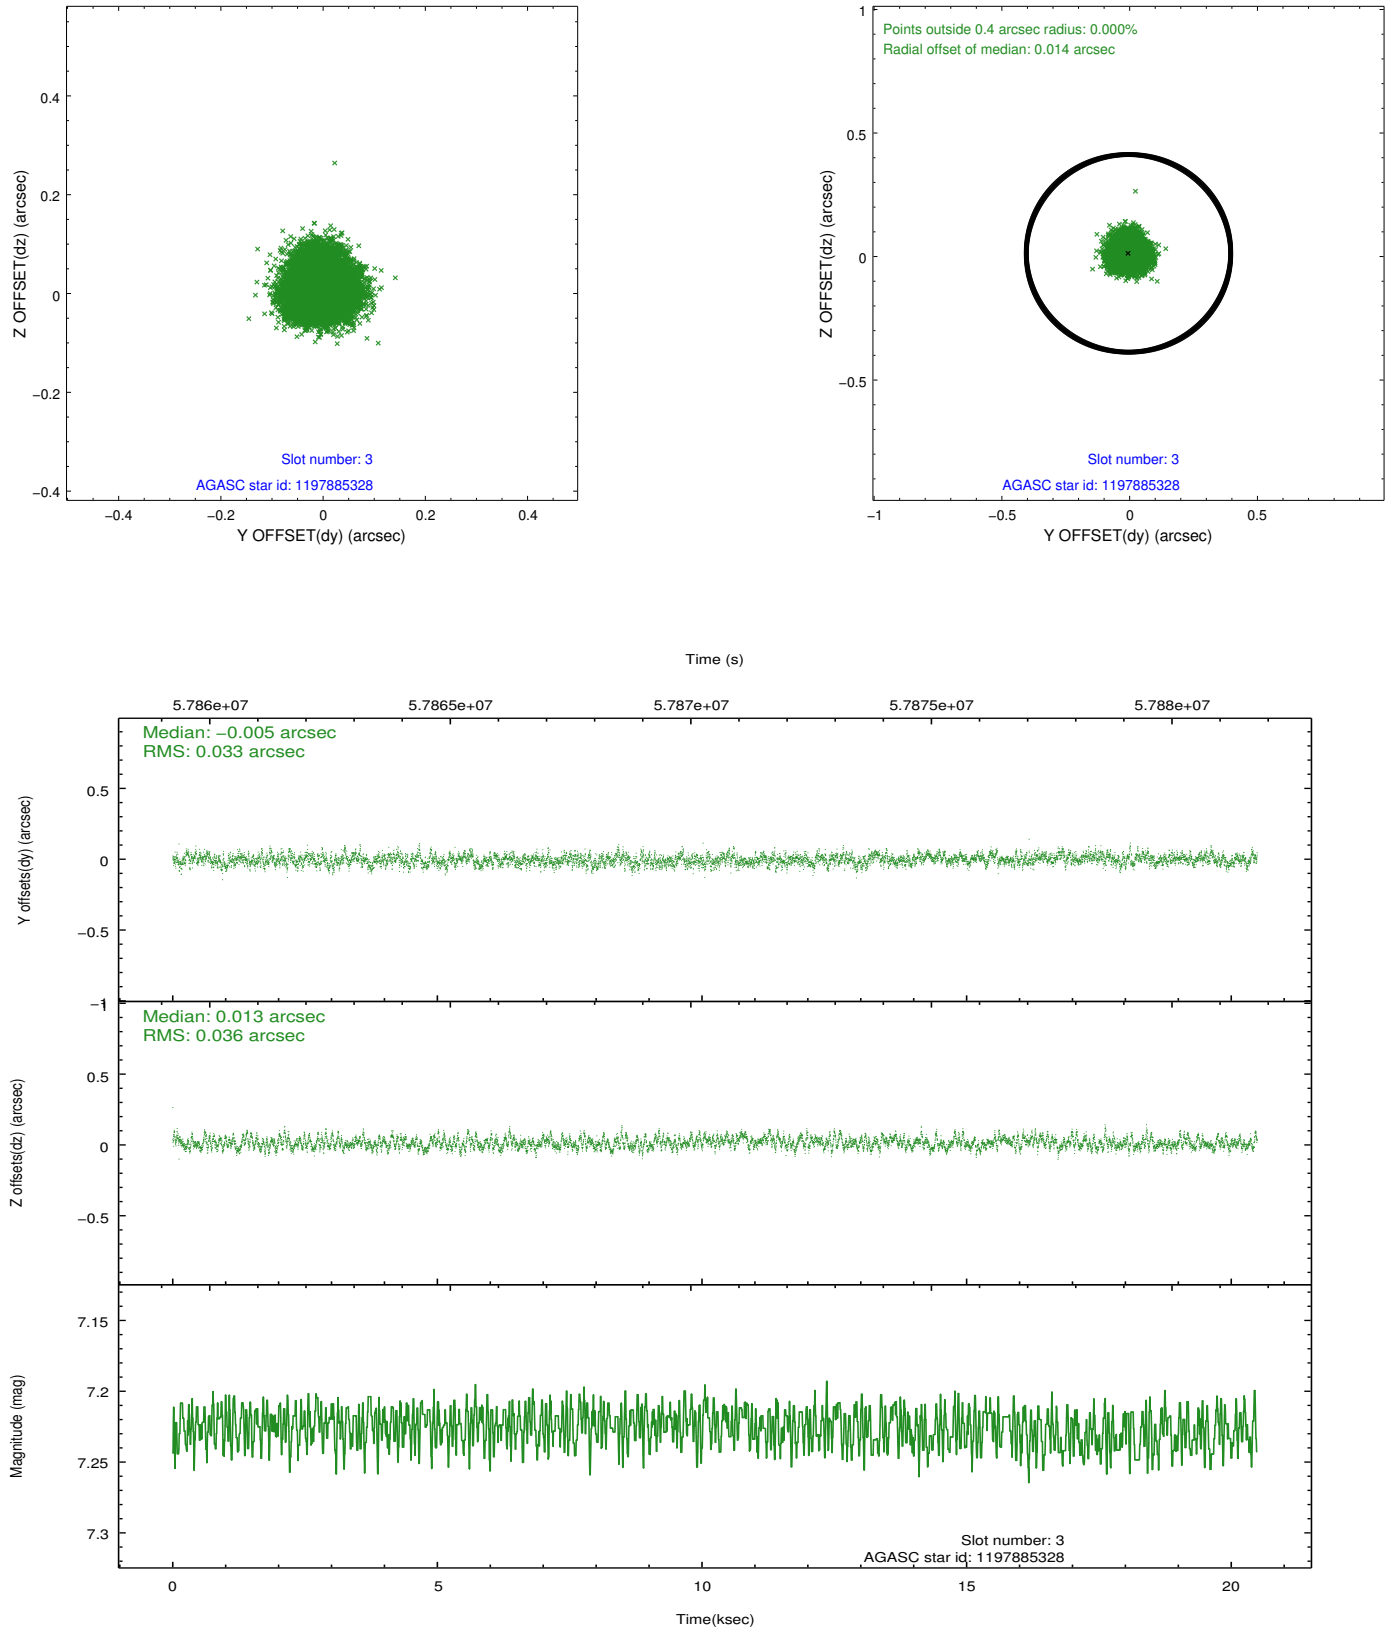 0.4
0.2
0
−0.2
−0.4
Z OFFSET(dz) (arcsec)
Slot number: 3
AGASC star id: 1197885328
−0.4
−0.2
0
0.2
0.4
Y OFFSET(dy) (arcsec)
Points outside 0.4 arcsec radius: 0.000%
Radial offset of median: 0.014 arcsec
1
0.5
0
−0.5
Z OFFSET(dz) (arcsec)
Slot number: 3
AGASC star id: 1197885328
−1
−0.5
0
0.5
Y OFFSET(dy) (arcsec)
Time (s)
5.786e+07
5.7865e+07
5.787e+07
5.7875e+07
5.788e+07
Median: −0.005 arcsec
RMS: 0.033 arcsec
0.5
0
−0.5
−1
Y offsets(dy) (arcsec)
Median: 0.013 arcsec
RMS: 0.036 arcsec
0.5
0
−0.5
Z offsets(dz) (arcsec)
7.15
7.2
7.25
7.3
Magnitude (mag)
Slot number: 3
AGASC star id: 1197885328
0
5
10
15
20
Time(ksec)